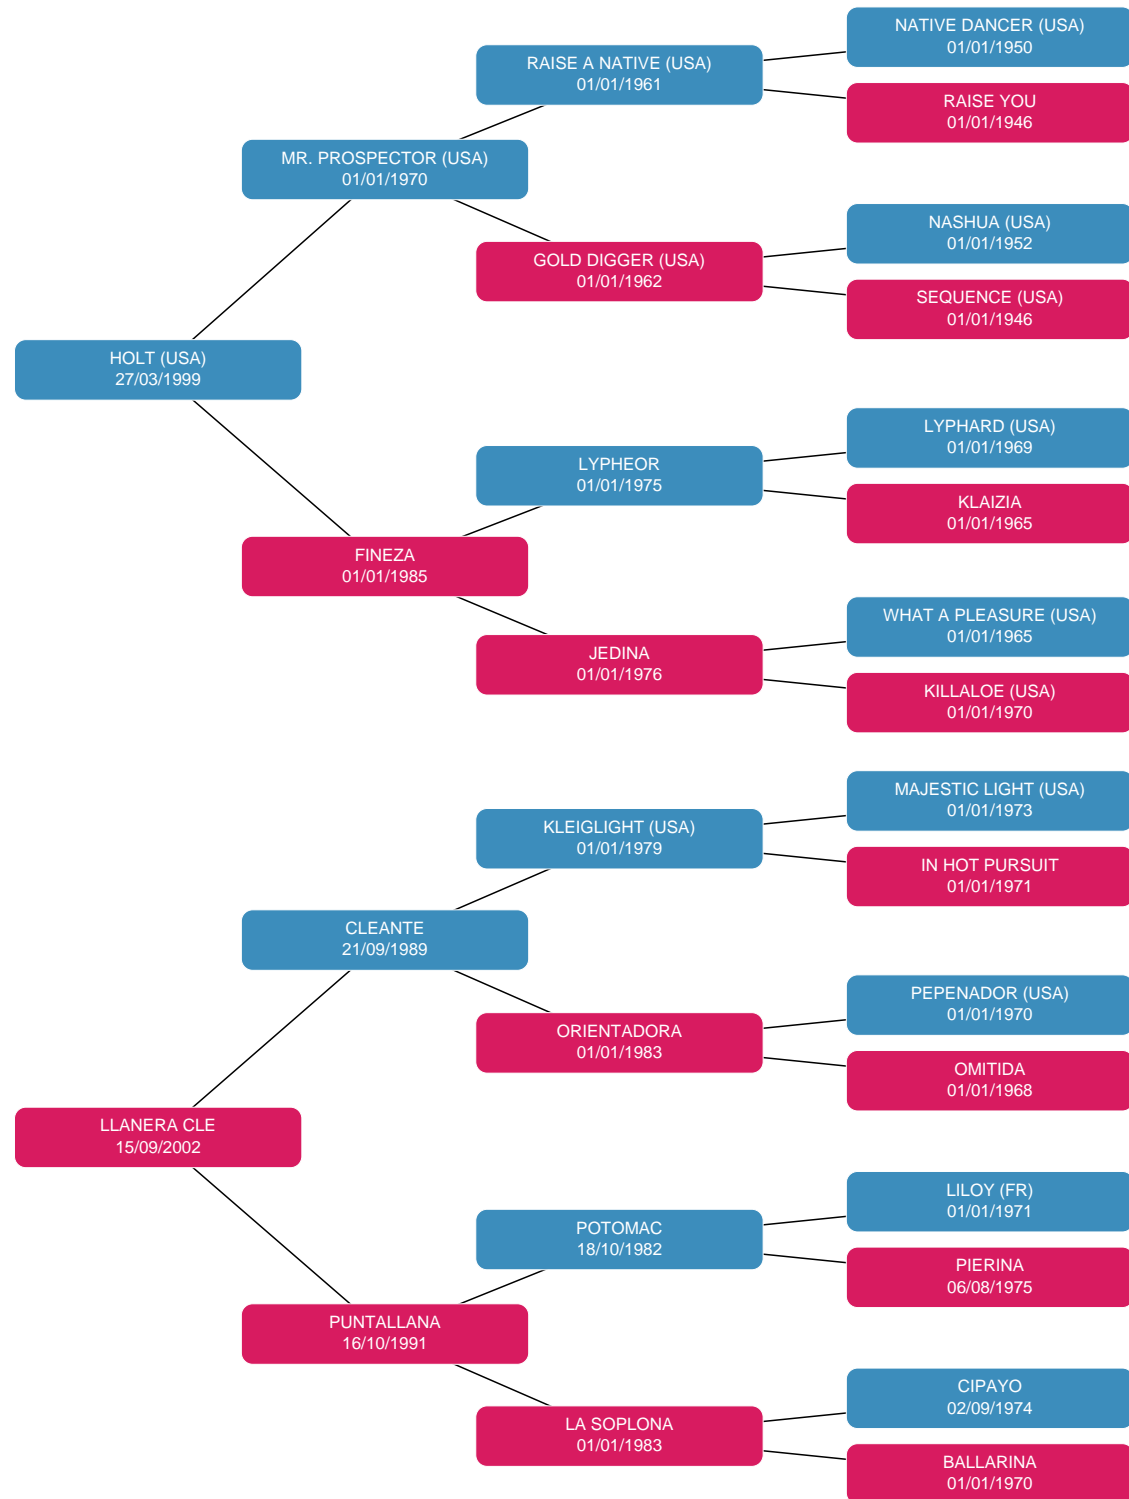 NATIVE DANCER (USA)
01/01/1950
RAISE A NATIVE (USA)
01/01/1961
RAISE YOU
01/01/1946
MR. PROSPECTOR (USA)
01/01/1970
NASHUA (USA)
01/01/1952
GOLD DIGGER (USA)
01/01/1962
SEQUENCE (USA)
01/01/1946
HOLT (USA)
27/03/1999
LYPHARD (USA)
01/01/1969
LYPHEOR
01/01/1975
KLAIZIA
01/01/1965
FINEZA
01/01/1985
WHAT A PLEASURE (USA)
01/01/1965
JEDINA
01/01/1976
KILLALOE (USA)
01/01/1970
MAJESTIC LIGHT (USA)
01/01/1973
KLEIGLIGHT (USA)
01/01/1979
IN HOT PURSUIT
01/01/1971
CLEANTE
21/09/1989
PEPENADOR (USA)
01/01/1970
ORIENTADORA
01/01/1983
OMITIDA
01/01/1968
LLANERA CLE
15/09/2002
LILOY (FR)
01/01/1971
POTOMAC
18/10/1982
PIERINA
06/08/1975
PUNTALLANA
16/10/1991
CIPAYO
02/09/1974
LA SOPLONA
01/01/1983
BALLARINA
01/01/1970